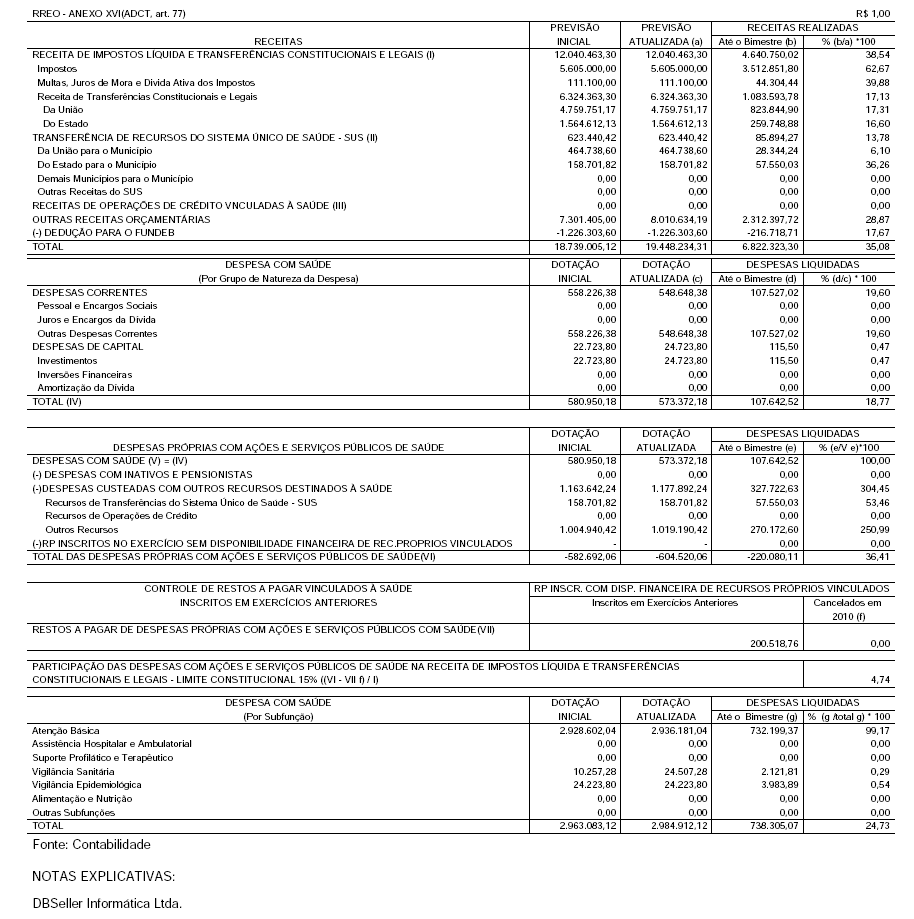 RREO - ANEXO XVI(ADCT, art. 77) R$ 1,00
PREVISÃO PREVISÃO RECEITAS REALIZADAS
RECEITAS INICIAL ATUALIZADA (a) Até o Bimestre (b) % (b/a) *100
RECEITA DE IMPOSTOS LÍQUIDA E TRANSFERÊNCIAS CONSTITUCIONAIS E LEGAIS (I) 12.040.463,30 12.040.463,30 4.640.750,02 38,54
Impostos 5.605.000,00 5.605.000,00 3.512.851,80 62,67
Multas, Juros de Mora e Dívida Ativa dos Impostos 111.100,00 111.100,00 44.304,44 39,88
Receita de Transferências Constitucionais e Legais 6.324.363,30 6.324.363,30 1.083.593,78 17,13
Da União 4.759.751,17 4.759.751,17 823.844,90 17,31
Do Estado 1.564.612,13 1.564.612,13 259.748,88 16,60
TRANSFERÊNCIA DE RECURSOS DO SISTEMA ÚNICO DE SAÚDE - SUS (II) 623.440,42 623.440,42 85.894,27 13,78
Da União para o Município 464.738,60 464.738,60 28.344,24 6,10
Do Estado para o Município 158.701,82 158.701,82 57.550,03 36,26
Demais Municípios para o Município 0,00 0,00 0,00 0,00
Outras Receitas do SUS 0,00 0,00 0,00 0,00
RECEITAS DE OPERAÇÕES DE CRÉDITO VNCULADAS À SAÚDE (III) 0,00 0,00 0,00 0,00
OUTRAS RECEITAS ORÇAMENTÁRIAS 7.301.405,00 8.010.634,19 2.312.397,72 28,87
(-) DEDUÇÃO PARA O FUNDEB -1.226.303,60 -1.226.303,60 -216.718,71 17,67
TOTAL 18.739.005,12 19.448.234,31 6.822.323,30 35,08
DESPESA COM SAÚDE DOTAÇÃO DOTAÇÃO DESPESAS LIQUIDADAS
(Por Grupo de Natureza da Despesa) INICIAL ATUALIZADA (c) Até o Bimestre (d) % (d/c) * 100
DESPESAS CORRENTES 558.226,38 548.648,38 107.527,02 19,60
Pessoal e Encargos Sociais 0,00 0,00 0,00 0,00
Juros e Encargos da Dívida 0,00 0,00 0,00 0,00
Outras Despesas Correntes 558.226,38 548.648,38 107.527,02 19,60
DESPESAS DE CAPITAL 22.723,80 24.723,80 115,50 0,47
Investimentos 22.723,80 24.723,80 115,50 0,47
Inversões Financeiras 0,00 0,00 0,00 0,00
Amortização da Dívida 0,00 0,00 0,00 0,00
TOTAL (IV) 580.950,18 573.372,18 107.642,52 18,77
DOTAÇÃO DOTAÇÃO DESPESAS LIQUIDADAS
DESPESAS PRÓPRIAS COM AÇÕES E SERVIÇOS PÚBLICOS DE SAÚDE INICIAL ATUALIZADA Até o Bimestre (e) % (e/V e)*100
DESPESAS COM SAÚDE (V) = (IV) 580.950,18 573.372,18 107.642,52 100,00
(-) DESPESAS COM INATIVOS E PENSIONISTAS 0,00 0,00 0,00 0,00
(-)DESPESAS CUSTEADAS COM OUTROS RECURSOS DESTINADOS À SAÚDE 1.163.642,24 1.177.892,24 327.722,63 304,45
Recursos de Transferências do Sistema Único de Saúde - SUS 158.701,82 158.701,82 57.550,03 53,46
Recursos de Operações de Crédito 0,00 0,00 0,00 0,00
Outros Recursos 1.004.940,42 1.019.190,42 270.172,60 250,99
(-)RP INSCRITOS NO EXERCÍCIO SEM DISPONIBILIDADE FINANCEIRA DE REC.PROPRIOS VINCULADOS - - 0,00 0,00
TOTAL DAS DESPESAS PRÓPRIAS COM AÇÕES E SERVIÇOS PÚBLICOS DE SAÚDE(VI) -582.692,06 -604.520,06 -220.080,11 36,41
CONTROLE DE RESTOS A PAGAR VINCULADOS À SAÚDE RP INSCR. COM DISP. FINANCEIRA DE RECURSOS PRÓPRIOS VINCULADOS
INSCRITOS EM EXERCÍCIOS ANTERIORES Inscritos em Exercícios Anteriores Cancelados em
2010 (f)
RESTOS A PAGAR DE DESPESAS PRÓPRIAS COM AÇÕES E SERVIÇOS PÚBLICOS COM SAÚDE(VII)
200.518,76 0,00
PARTICIPAÇÃO DAS DESPESAS COM AÇÕES E SERVIÇOS PÚBLICOS DE SAÚDE NA RECEITA DE IMPOSTOS LÍQUIDA E TRANSFERÊNCIAS
CONSTITUCIONAIS E LEGAIS - LIMITE CONSTITUCIONAL 15% ((VI - VII f) / I) 4,74
DESPESA COM SAÚDE DOTAÇÃO DOTAÇÃO DESPESAS LIQUIDADAS
(Por Subfunção) INICIAL ATUALIZADA Até o Bimestre (g) % (g /total g) * 100
Atenção Básica 2.928.602,04 2.936.181,04 732.199,37 99,17
Assistência Hospitalar e Ambulatorial 0,00 0,00 0,00 0,00
Suporte Profilático e Terapêutico 0,00 0,00 0,00 0,00
Vigilância Sanitária 10.257,28 24.507,28 2.121,81 0,29
Vigilância Epidemiológica 24.223,80 24.223,80 3.983,89 0,54
Alimentação e Nutrição 0,00 0,00 0,00 0,00
Outras Subfunções 0,00 0,00 0,00 0,00
TOTAL 2.963.083,12 2.984.912,12 738.305,07 24,73
Fonte: Contabilidade
NOTAS EXPLICATIVAS:
DBSeller Informática Ltda.